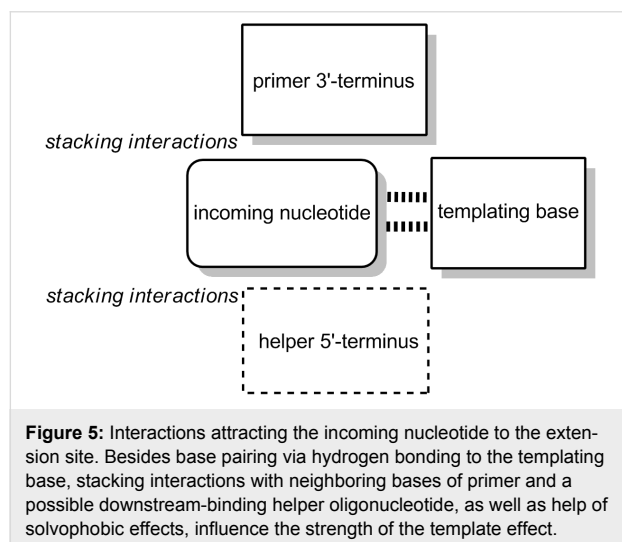 primer 3'-terminus
stacking interactions
incoming nucleotide
templating base
stacking interactions
helper 5'-terminus
Figure 5: Interactions attracting the incoming nucleotide to the exten-
sion site. Besides base pairing via hydrogen bonding to the templating
base, stacking interactions with neighboring bases of primer and a
possible downstream-binding helper oligonucleotide, as well as help of
solvophobic effects, influence the strength of the template effect.